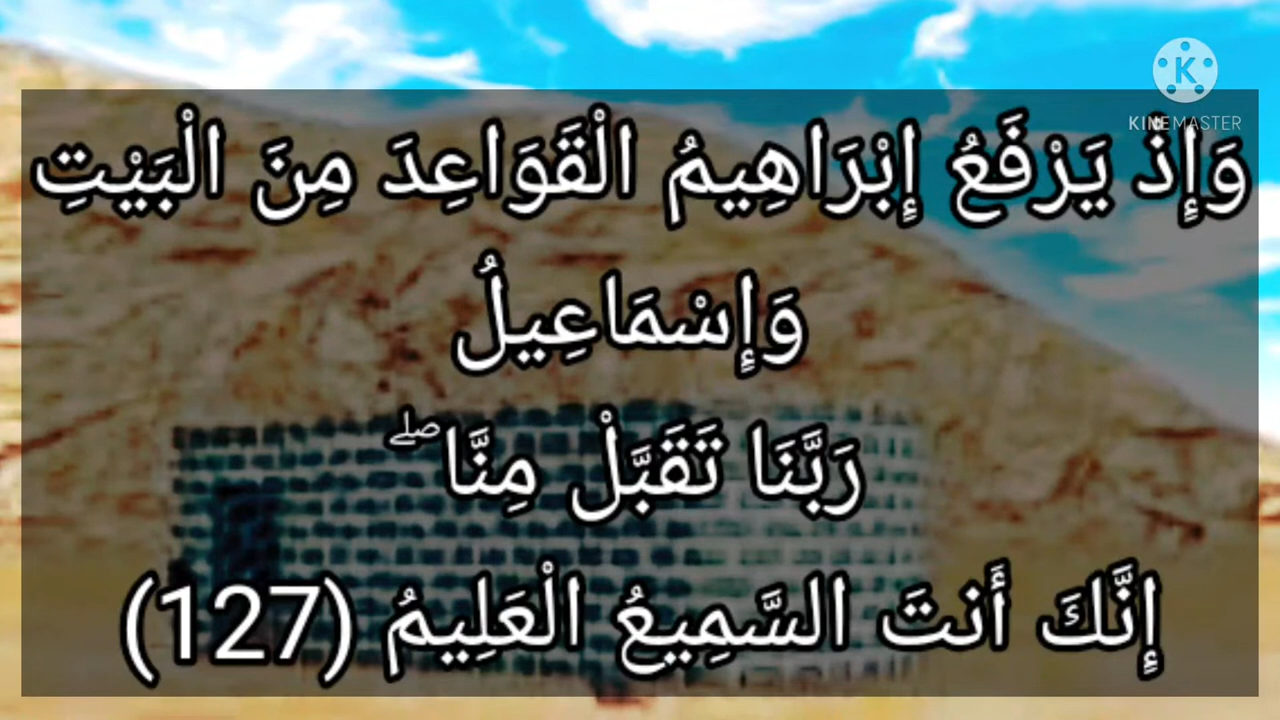 KINEMASTER
وَإِذْ يَرْفَعُ إِبْرَاهِيمُ الْقَوَاعِدَ مِنَ الْبَيْتِ
وَإِسْمَاعِيلُ
رَبَّنَا تَقَبَّلْ مِنَّا ۖ
إِنَّكَ أَنتَ السَّمِيعُ الْعَلِيمُ (127)